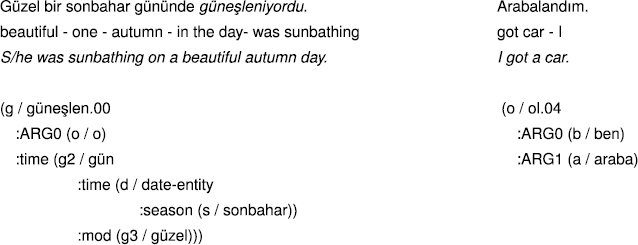 Güzel bir sonbahar gününde güneşleniyordu.
beautiful - one - autumn - in the day- was sunbathing
S/he was sunbathing on a beautiful autumn day.
(g / güneşlen.00
:ARG0 (o / o)
:time (g2 / gün
:time (d / date-entity
:season (s / sonbahar))
:mod (g3 / güzel)))
Arabalandım.
got car - I
I got a car.
(o / ol.04
:ARG0 (b / ben)
:ARG1 (a / araba)